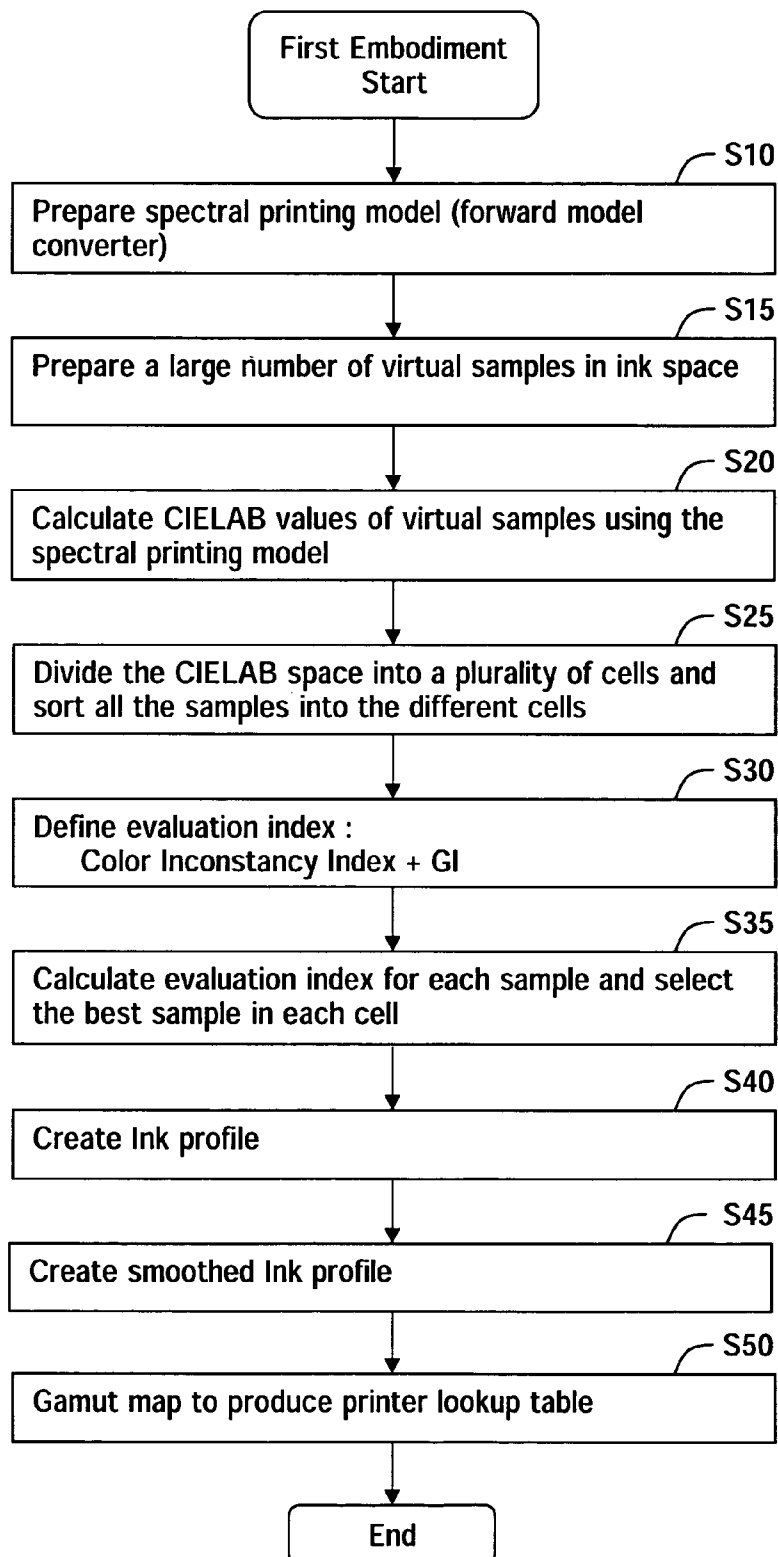 First Embodiment
Start
S10
Prepare spectral printing model (forward model
converter)
S15
Prepare a large number of virtual samples in ink space
S20
Calculate CIELAB values of virtual samples using the
spectral printing model
S25
Divide the CIELAB space into a plurality of cells and
sort all the samples into the different cells
S30
Define evaluation index :
Color Inconstancy Index + GI
S35
Calculate evaluation index for each sample and select
the best sample in each cell
S40
Create Ink profile
S45
Create smoothed Ink profile
S50
Gamut map to produce printer lookup table
End